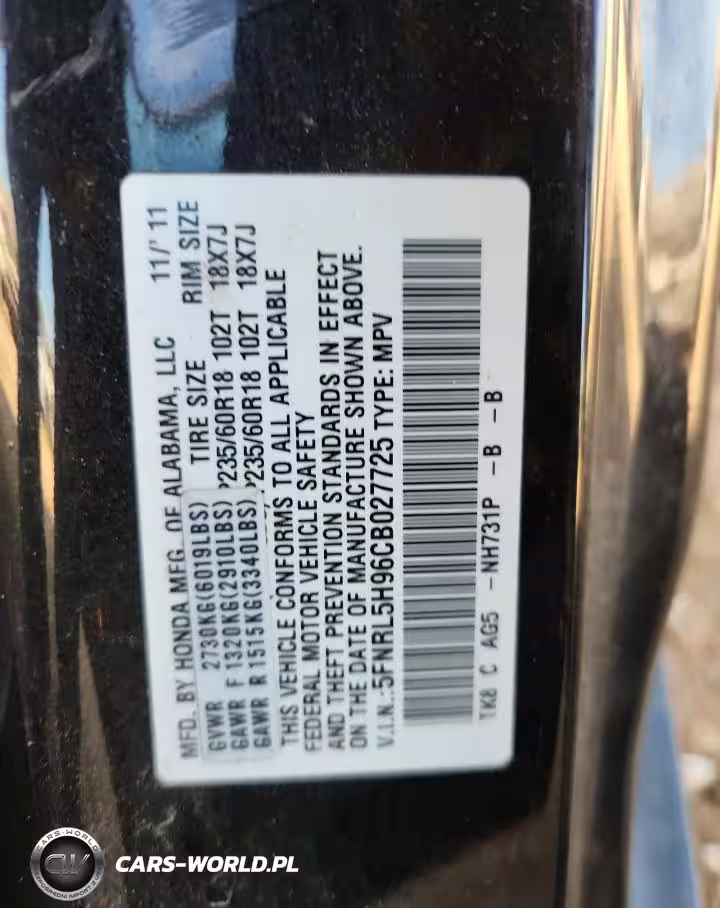 MFD. BY HONDA MFG. OF ALABAMA, LLC 11/'11
GVWR 2730KG(6019LBS) TIRE SIZE RIM SIZE
GAWR F 1320KG(2910LBS) P235/60R18 102T 18X7J
GAWR R 1515KG(3340LBS) P235/60R18 102T 18X7J
THIS VEHICLE CONFORMS TO ALL APPLICABLE
FEDERAL MOTOR VEHICLE SAFETY
AND THEFT PREVENTION STANDARDS IN EFFECT
ON THE DATE OF MANUFACTURE SHOWN ABOVE.
V.I.N.:5FNRL5H96CB027725 TYPE: MPV
TK8 C AG5 -NH731P -B -B
CARS-WORLD
CW
CARS-WORLD.PL